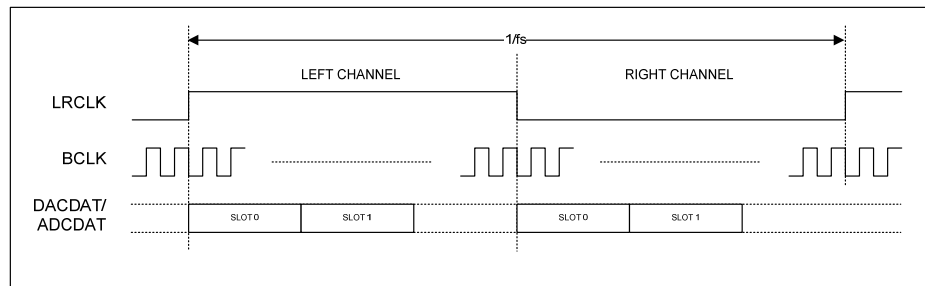 1/fs
LEFT CHANNEL RIGHT CHANNEL
LRCLK
BCLK
DACDAT/
ADCDAT
SLOT 0 SLOT 1 SLOT 0 SLOT 1